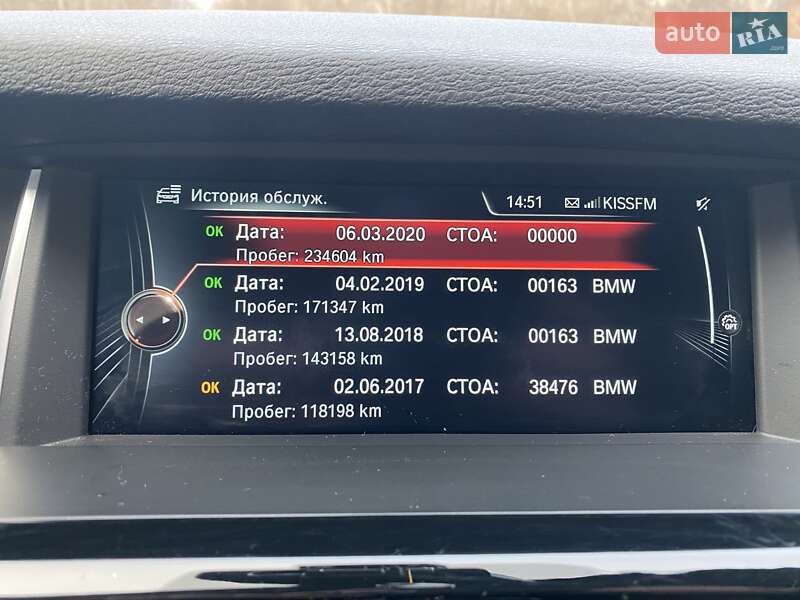 auto RIA .com
История обслуж. 14:51 KISSFM
OK Дата: 06.03.2020 СТОА: 00000
Пробег: 234604 km
OK Дата: 04.02.2019 СТОА: 00163 BMW
Пробег: 171347 km
OK Дата: 13.08.2018 СТОА: 00163 BMW
Пробег: 143158 km
OPT
OK Дата: 02.06.2017 СТОА: 38476 BMW
Пробег: 118198 km